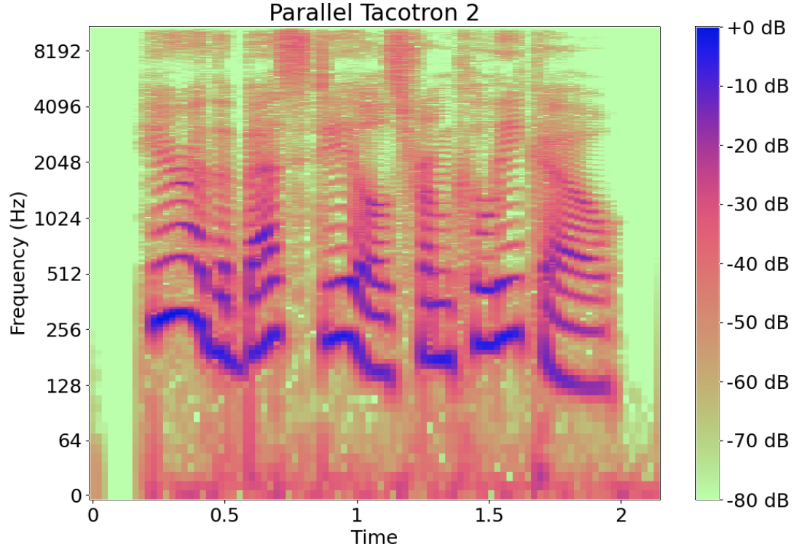 Parallel Tacotron 2
Frequency (Hz)
8192
4096
2048
1024
512
256
128
64
0
0
0.5
1
1.5
2
Time
+0 dB
-10 dB
-20 dB
-30 dB
-40 dB
-50 dB
-60 dB
-70 dB
-80 dB